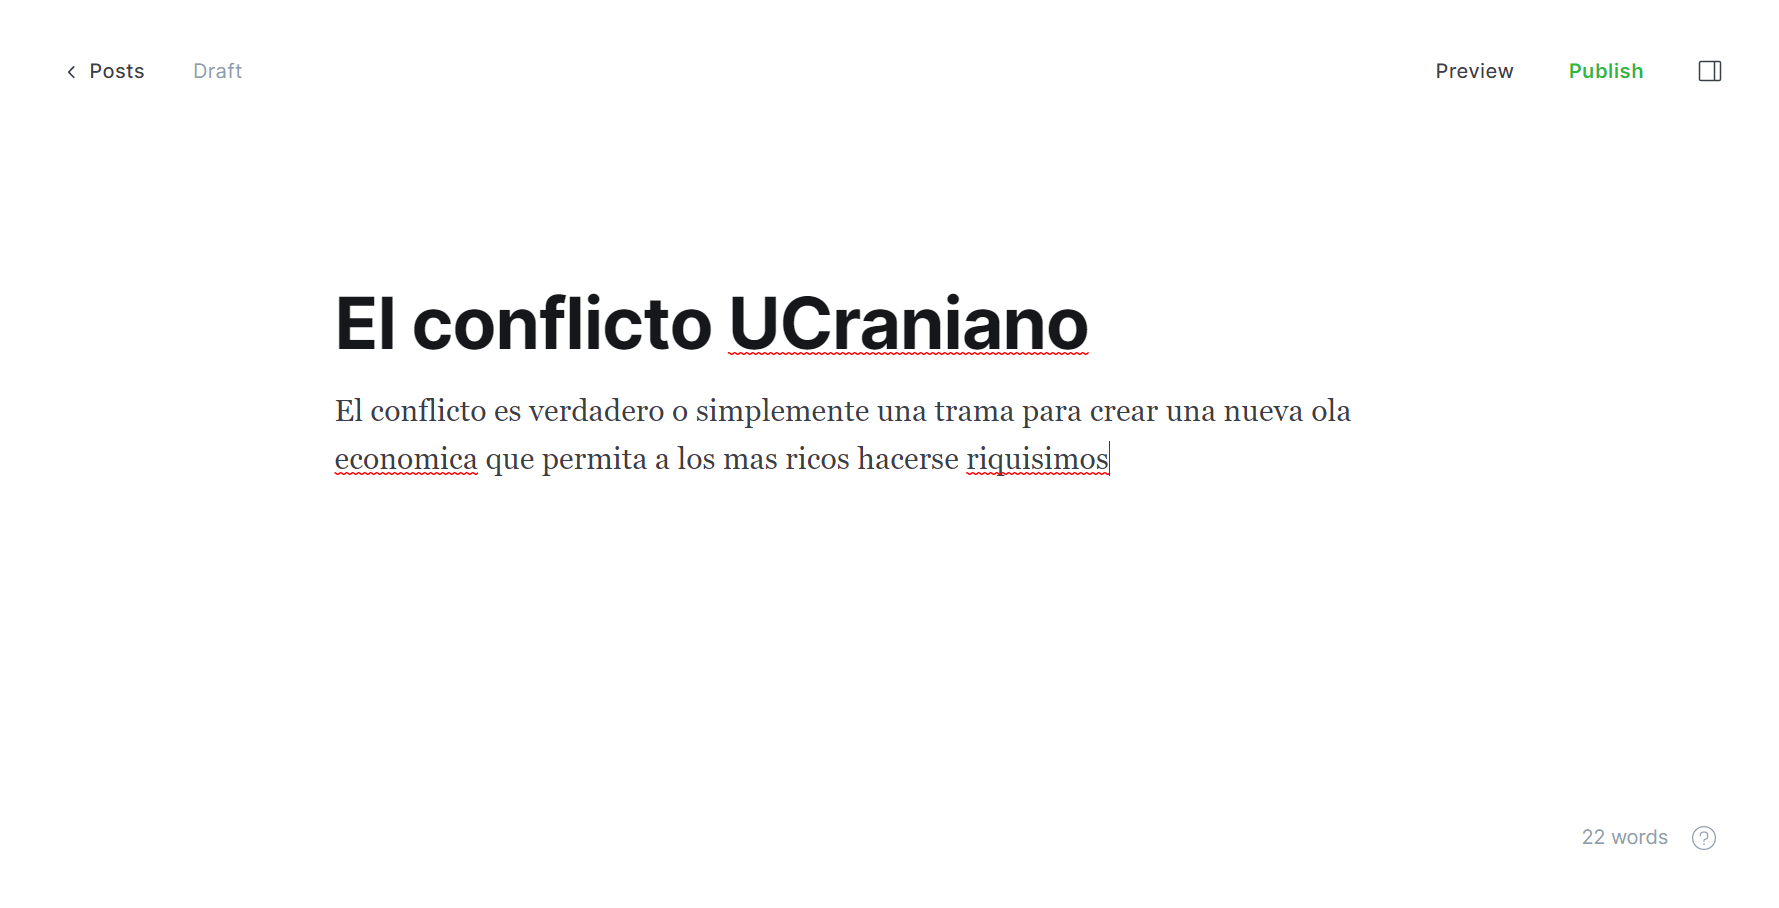 Posts
Draft
Preview
Publish
El conflicto UCraniano
El conflicto es verdadero o simplemente una trama para crear una nueva ola
economica que permita a los mas ricos hacerse riquisimos
22 words
?